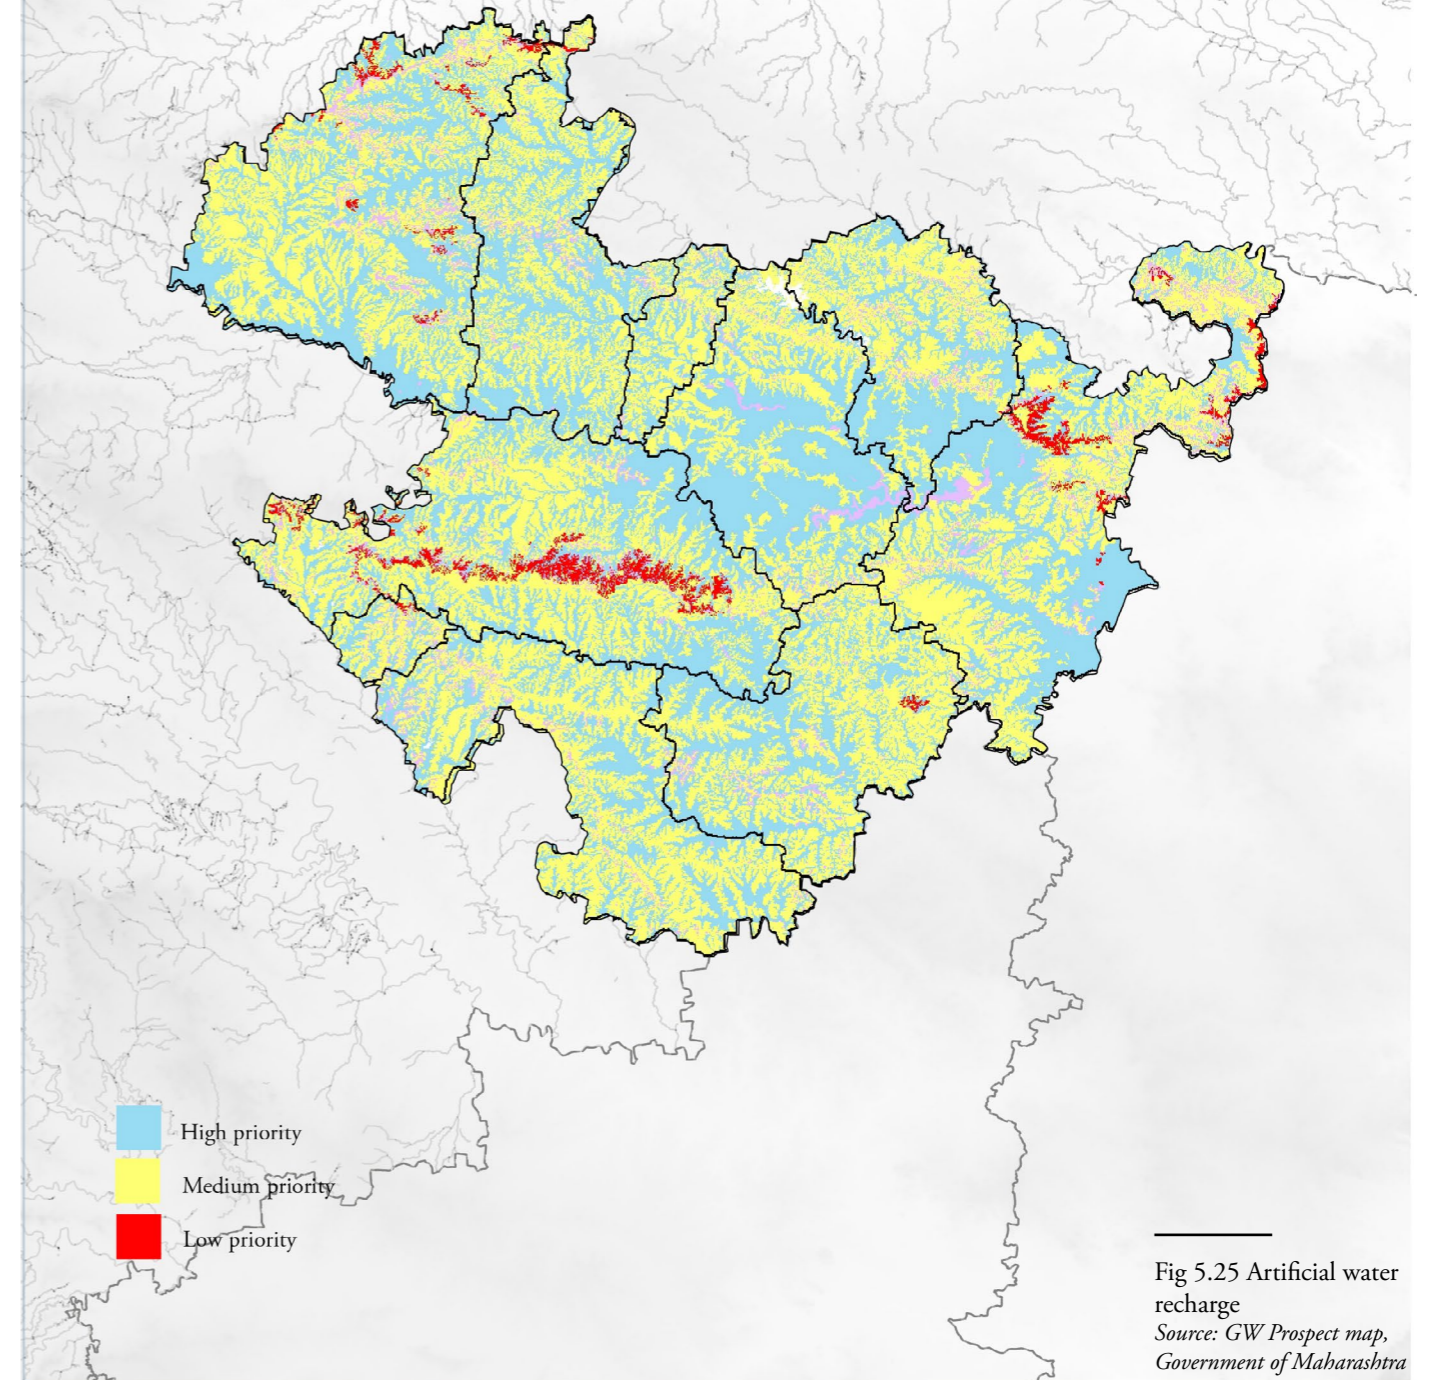 High priority
Medium priority
Low priority
Fig 5.25 Artificial water
recharge
Source: GW Prospect map,
Government of Maharashtra